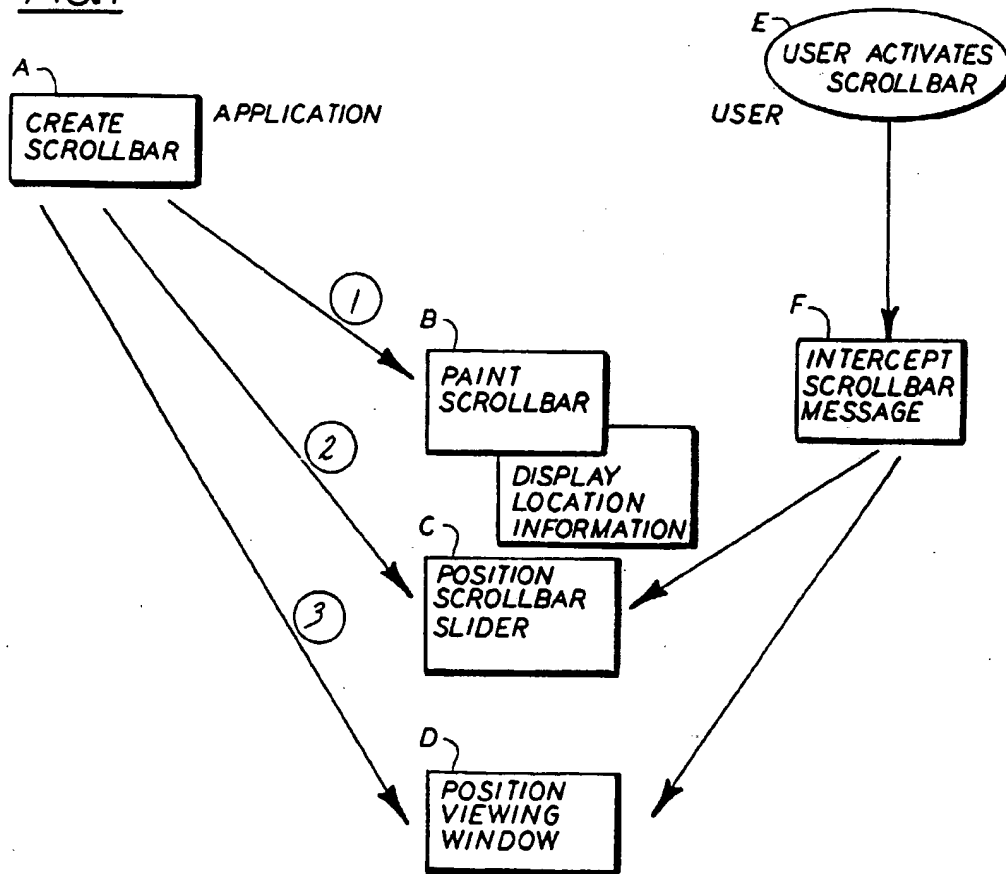 A
CREATE
SCROLLBAR
APPLICATION
E
USER ACTIVATES
SCROLLBAR
USER
1
B
PAINT
SCROLLBAR
F
INTERCEPT
SCROLLBAR
MESSAGE
2
DISPLAY
LOCATION
INFORMATION
C
POSITION
SCROLLBAR
SLIDER
3
D
POSITION
VIEWING
WINDOW